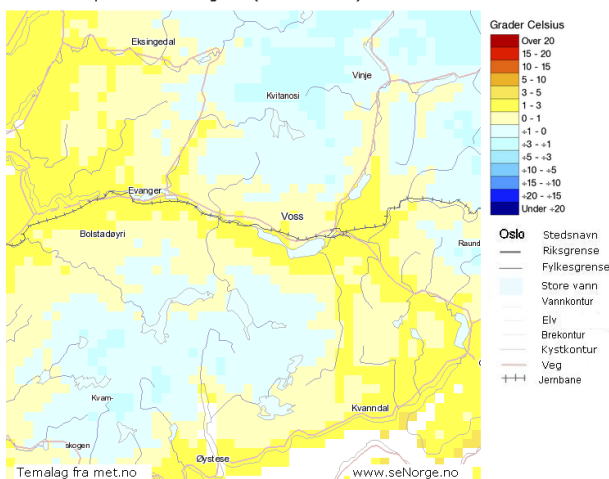 Eksingedal
Vinje
Kvitanosi
Evanger
Voss
Bolstadøyri
Raund
Kvam-
skogen
Kvanndal
Øystese
Temalag fra met.no
www.seNorge.no
Grader Celsius
Over 20
15 - 20
10 - 15
5 - 10
3 - 5
1 - 3
0 - 1
÷1 - 0
÷3 - ÷1
÷5 - ÷3
÷10 - ÷5
÷15 - ÷10
÷20 - ÷15
Under ÷20
Oslo Stedsnavn
Riksgrense
Fylkesgrense
Store vann
Vannkontur
Elv
Brekontur
Kystkontur
Veg
Jernbane